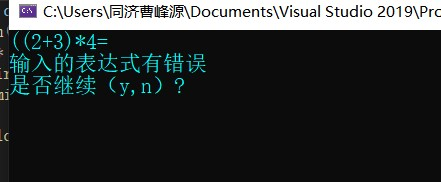 C:\Users\同济曹峰源\Documents\Visual Studio 2019\Pro
((2+3)*4=
输入的表达式有错误
是否继续（y,n）?